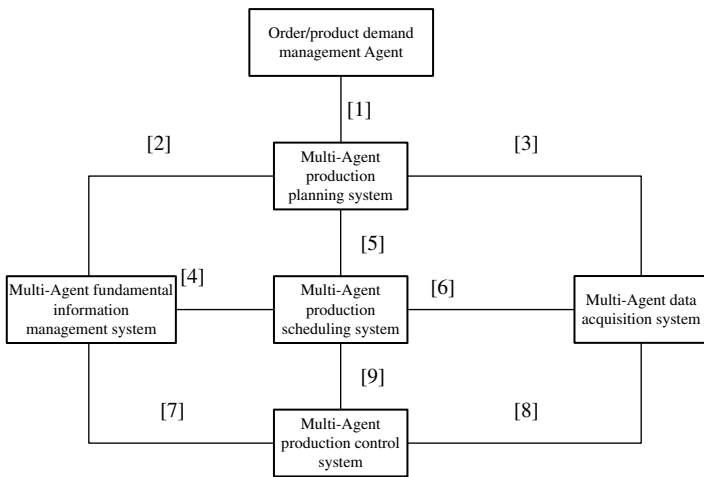 Order/product demand
management Agent
[1]
[2]
[3]
Multi-Agent
production
planning system
[5]
[4]
[6]
Multi-Agent fundamental
information
management system
Multi-Agent
production
scheduling system
Multi-Agent data
acquisition system
[9]
[7]
[8]
Multi-Agent
production control
system